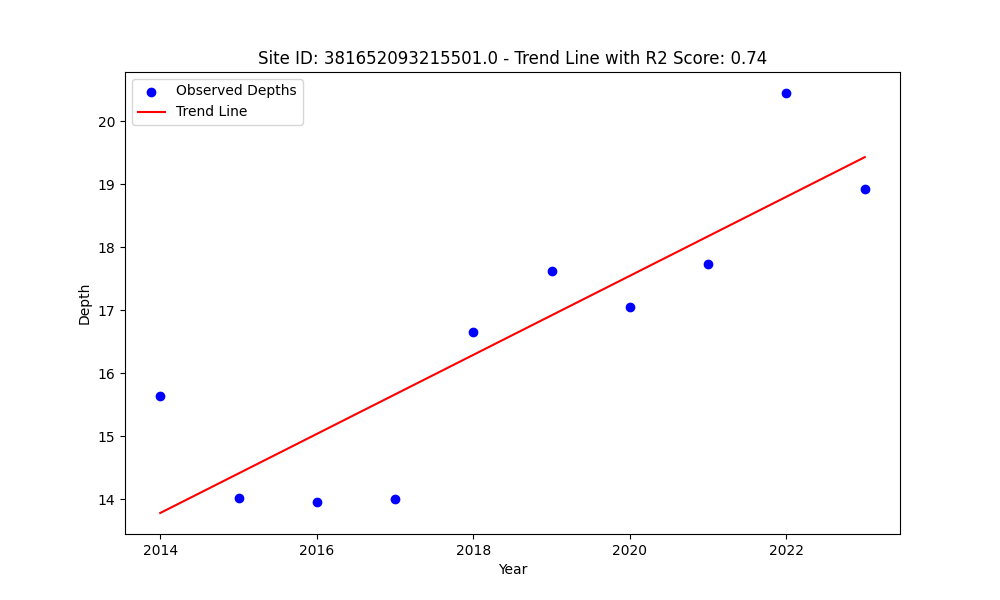 Site ID: 381652093215501.0 - Trend Line with R2 Score: 0.74
Observed Depths
Trend Line
20
19
18
17
16
15
14
Depth
2014
2016
2018
2020
2022
Year